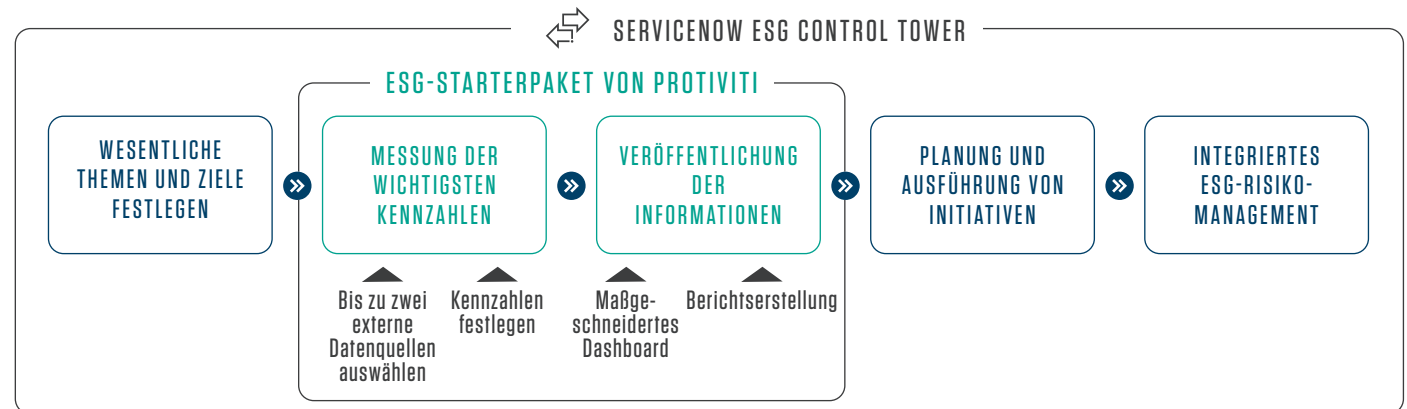 SERVICENOW ESG CONTROL TOWER
ESG-STARTERPAKET VON PROTIVITI
WESENTLICHE
THEMEN UND ZIELE
FESTLEGEN
MESSUNG DER
WICHTIGSTEN
KENNZAHLEN
VERÖFFENTLICHUNG
DER
INFORMATIONEN
PLANUNG UND
AUSFÜHRUNG VON
INITIATIVEN
INTEGRIERTES
ESG-RISIKO-
MANAGEMENT
Bis zu zwei
externe
Datenquellen
auswählen
Kennzahlen
festlegen
Maßge-
schneidertes
Dashboard
Berichtserstellung